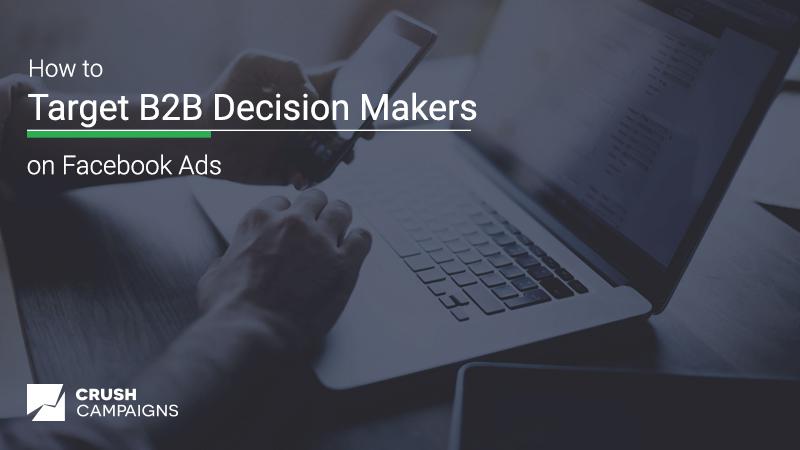 How to
Target B2B Decision Makers
on Facebook Ads
CRUSH
CAMPAIGNS